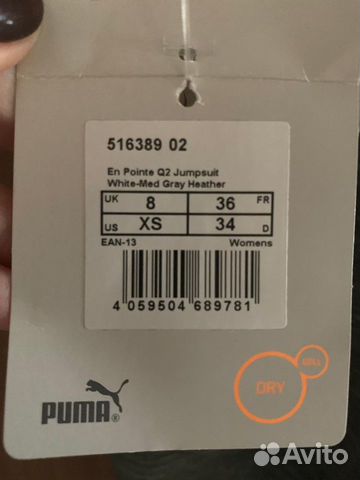 516389 02
En Pointe Q2 Jumpsuit
White-Med Gray Heather
UK 8 36 FR
US XS 34 D
EAN-13 Womens
4 059504 689781
CELL
DRY
PUMA®
Avito